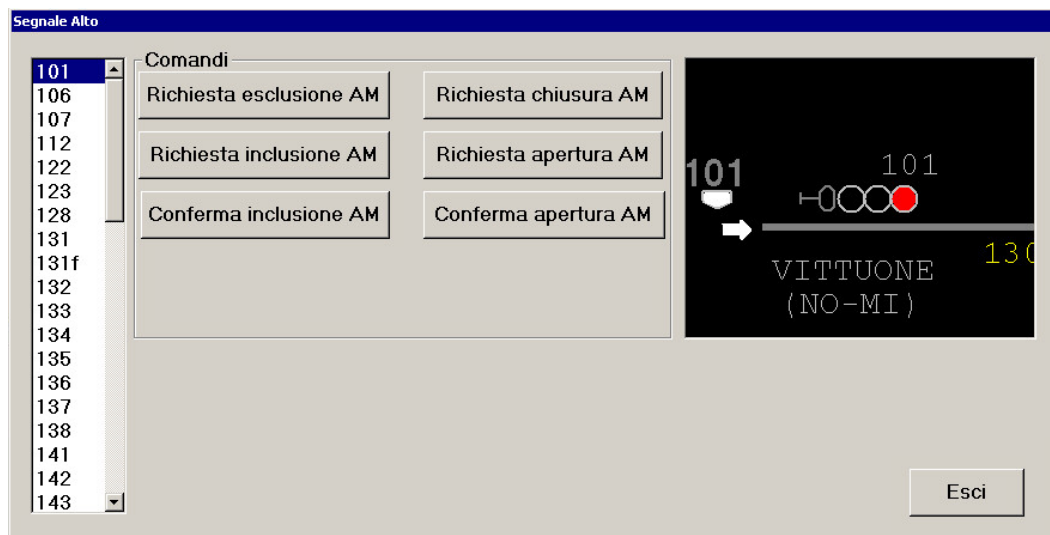 Segnale Alto
101
106
107
112
122
123
128
131
131f
132
133
134
135
136
137
138
141
142
143
Comandi
Richiesta esclusione AM
Richiesta chiusura AM
Richiesta inclusione AM
Richiesta apertura AM
Conferma inclusione AM
Conferma apertura AM
101
101
130
VITTUONE
(NO-MI)
Esci